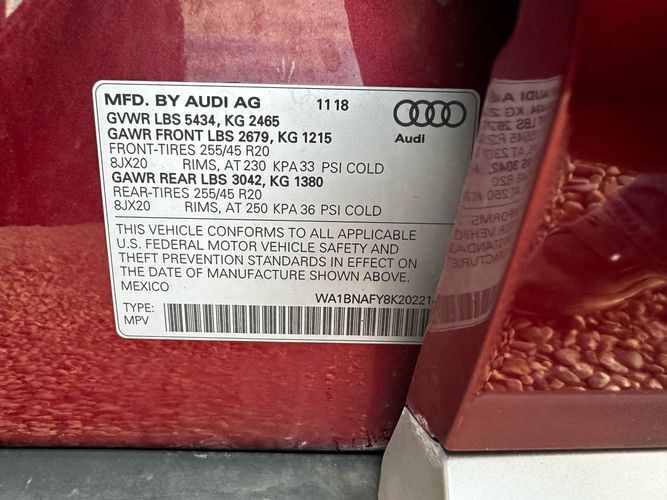 MFD. BY AUDI AG 11 18
GVWR LBS 5434, KG 2465
GAWR FRONT LBS 2679, KG 1215
FRONT-TIRES 255/45 R20
8JX20 RIMS, AT 230 KPA 33 PSI COLD
GAWR REAR LBS 3042, KG 1380
REAR-TIRES 255/45 R20
8JX20 RIMS, AT 250 KPA 36 PSI COLD
Audi
THIS VEHICLE CONFORMS TO ALL APPLICABLE
U.S. FEDERAL MOTOR VEHICLE SAFETY AND
THEFT PREVENTION STANDARDS IN EFFECT ON
THE DATE OF MANUFACTURE SHOWN ABOVE.
MEXICO
WA1BNAFY8K20221
TYPE:
MPV